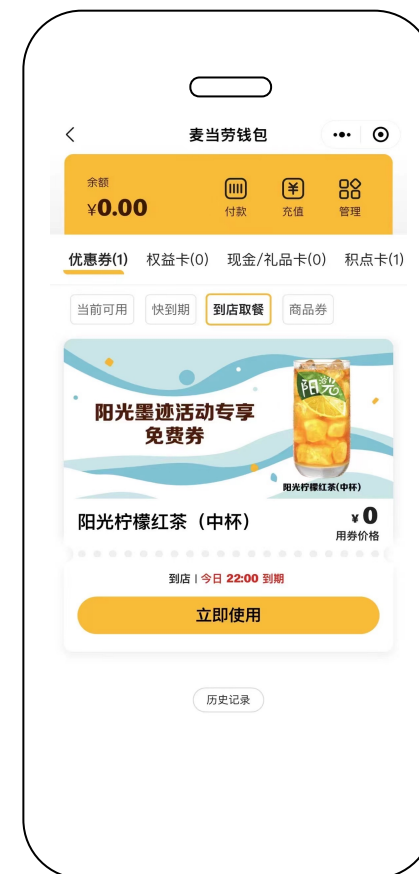 麦当劳钱包
余额
¥0.00
付款
充值
管理
优惠券(1) 权益卡(0) 现金/礼品卡(0) 积点卡(1)
当前可用 快到期 到店取餐 商品券
阳光墨迹活动专享
免费券
阳光
阳光柠檬红茶(中杯)
阳光柠檬红茶（中杯）
¥0
用券价格
到店 | 今日 22:00 到期
立即使用
历史记录